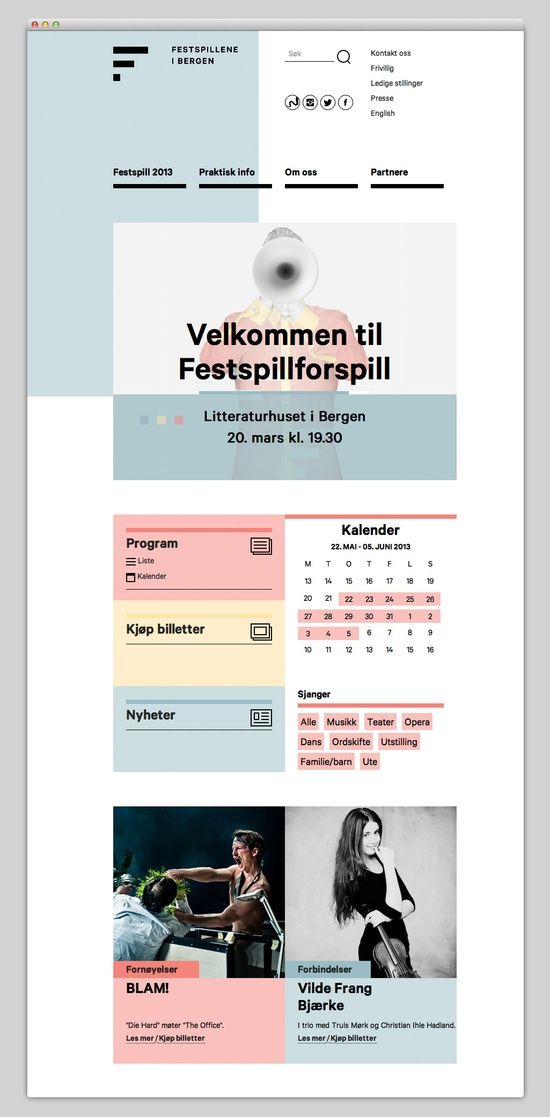 FESTSPILLENE
I BERGEN
Søk
Kontakt oss
Frivillig
Ledige stillinger
Presse
English
Festspill 2013
Praktisk info
Om oss
Partnere
Velkommen til
Festspillforspill
Litteraturhuset i Bergen
20. mars kl. 19.30
Program
Liste
Kalender
Kjøp billetter
Nyheter
Kalender
22. MAI - 05. JUNI 2013
M T O T F L S
13 14 15 16 17 18 19
20 21 22 23 24 25 26
27 28 29 30 31 1 2
3 4 5 6 7 8 9
10 11 12 13 14 15 16
Sjanger
Alle Musikk Teater Opera
Dans Ordskifte Utstilling
Familie/barn Ute
Fornøyelser
BLAM!
"Die Hard" møter "The Office".
Les mer / Kjøp billetter
Forbindelser
Vilde Frang
Bjærke
I trio med Truls Mørk og Christian Ihle Hadland.
Les mer / Kjøp billetter